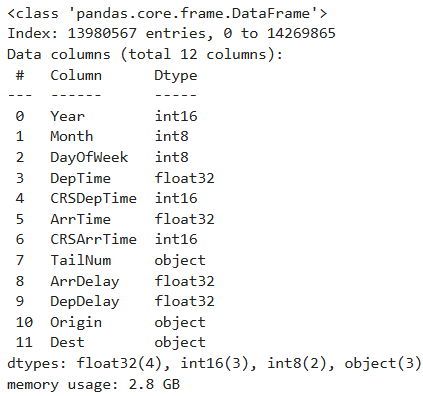 <class 'pandas.core.frame.DataFrame'>
Index: 13980567 entries, 0 to 14269865
Data columns (total 12 columns):
 #   Column      Dtype
---  ------      -----
 0   Year        int16
 1   Month       int8
 2   DayOfWeek   int8
 3   DepTime     float32
 4   CRSDepTime  int16
 5   ArrTime     float32
 6   CRSArrTime  int16
 7   TailNum     object
 8   ArrDelay    float32
 9   DepDelay    float32
 10  Origin      object
 11  Dest        object
dtypes: float32(4), int16(3), int8(2), object(3)
memory usage: 2.8 GB